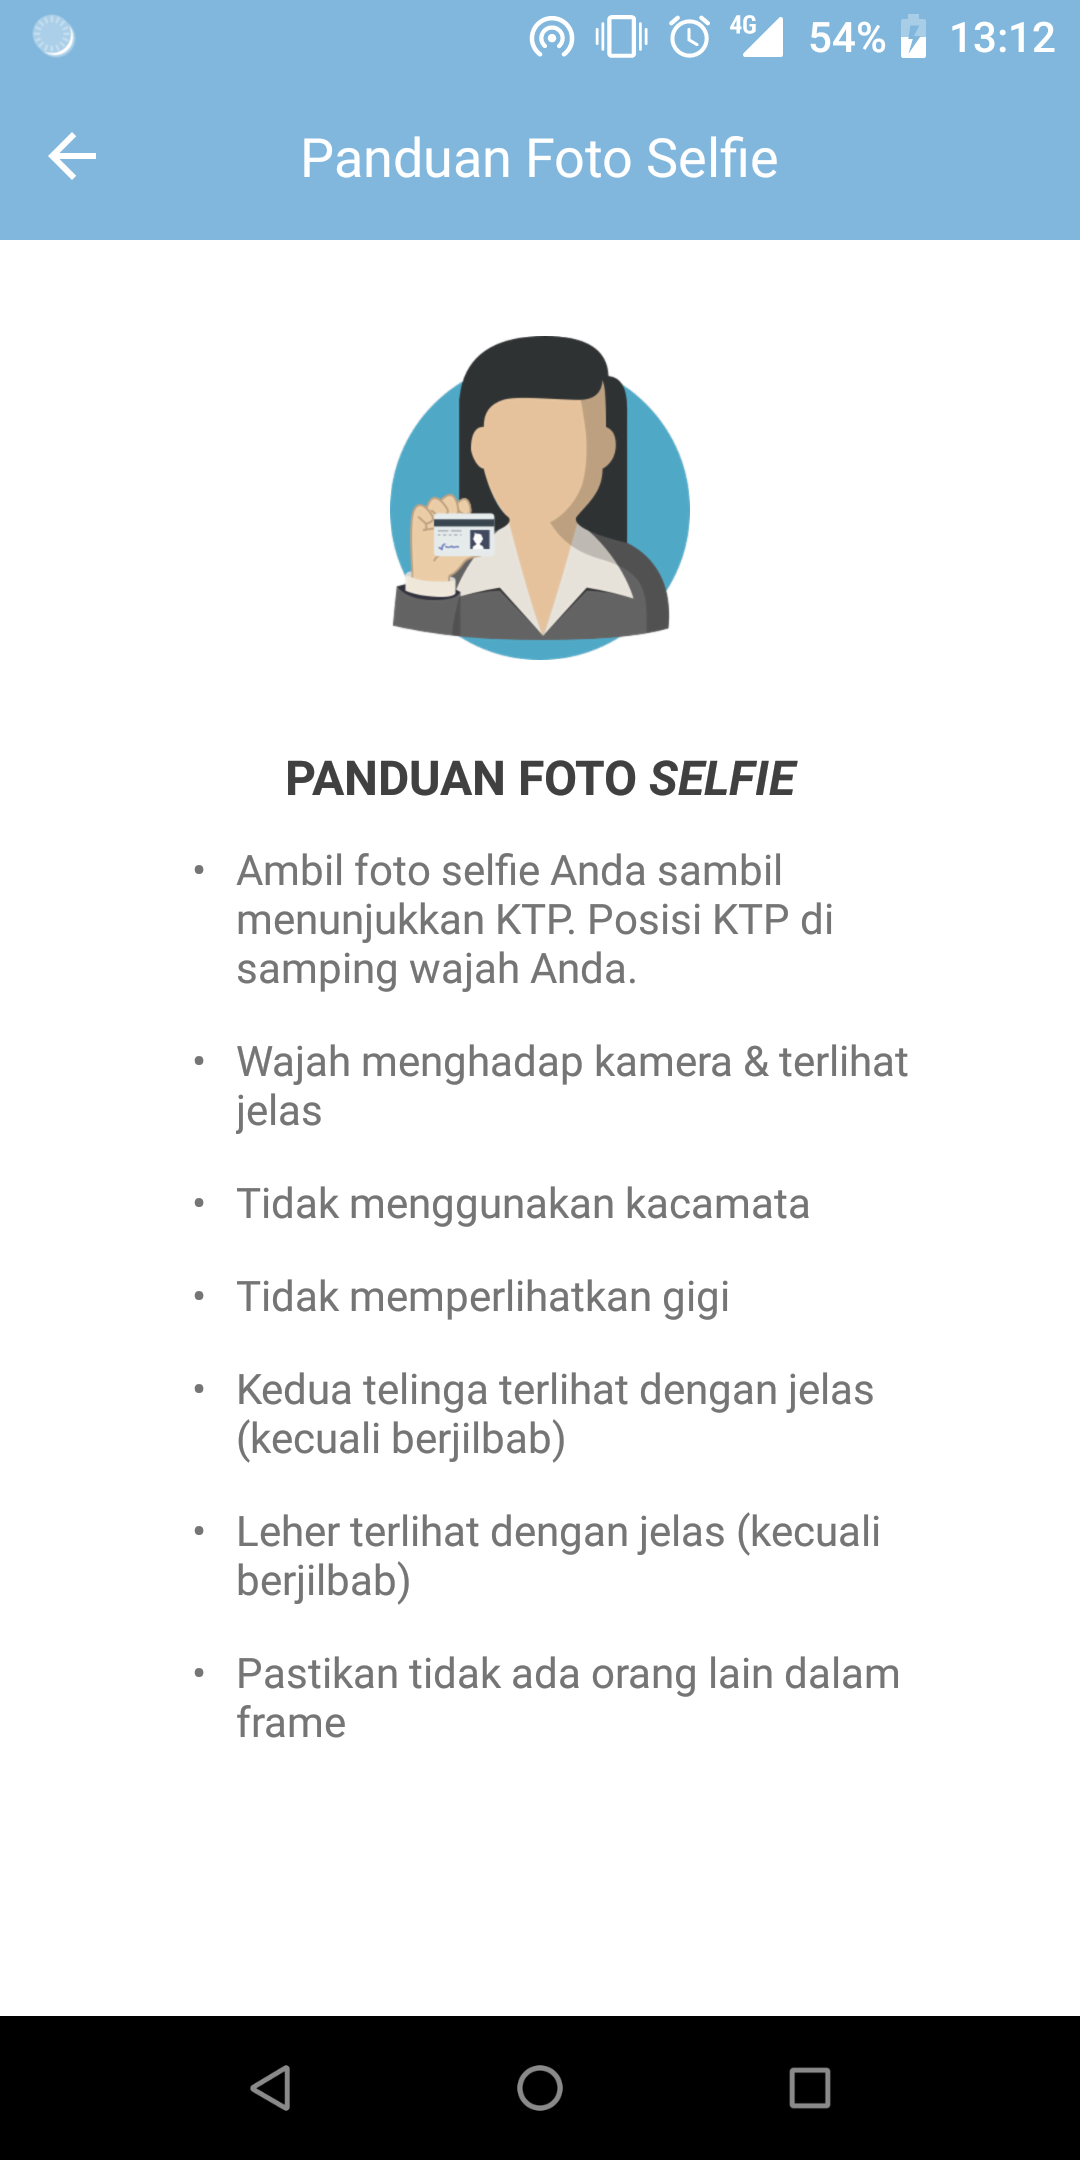 4G 54% 13:12
Panduan Foto Selfie
PANDUAN FOTO SELFIE
• Ambil foto selfie Anda sambil
menunjukkan KTP. Posisi KTP di
samping wajah Anda.
• Wajah menghadap kamera & terlihat
jelas
• Tidak menggunakan kacamata
• Tidak memperlihatkan gigi
• Kedua telinga terlihat dengan jelas
(kecuali berjilbab)
• Leher terlihat dengan jelas (kecuali
berjilbab)
• Pastikan tidak ada orang lain dalam
frame